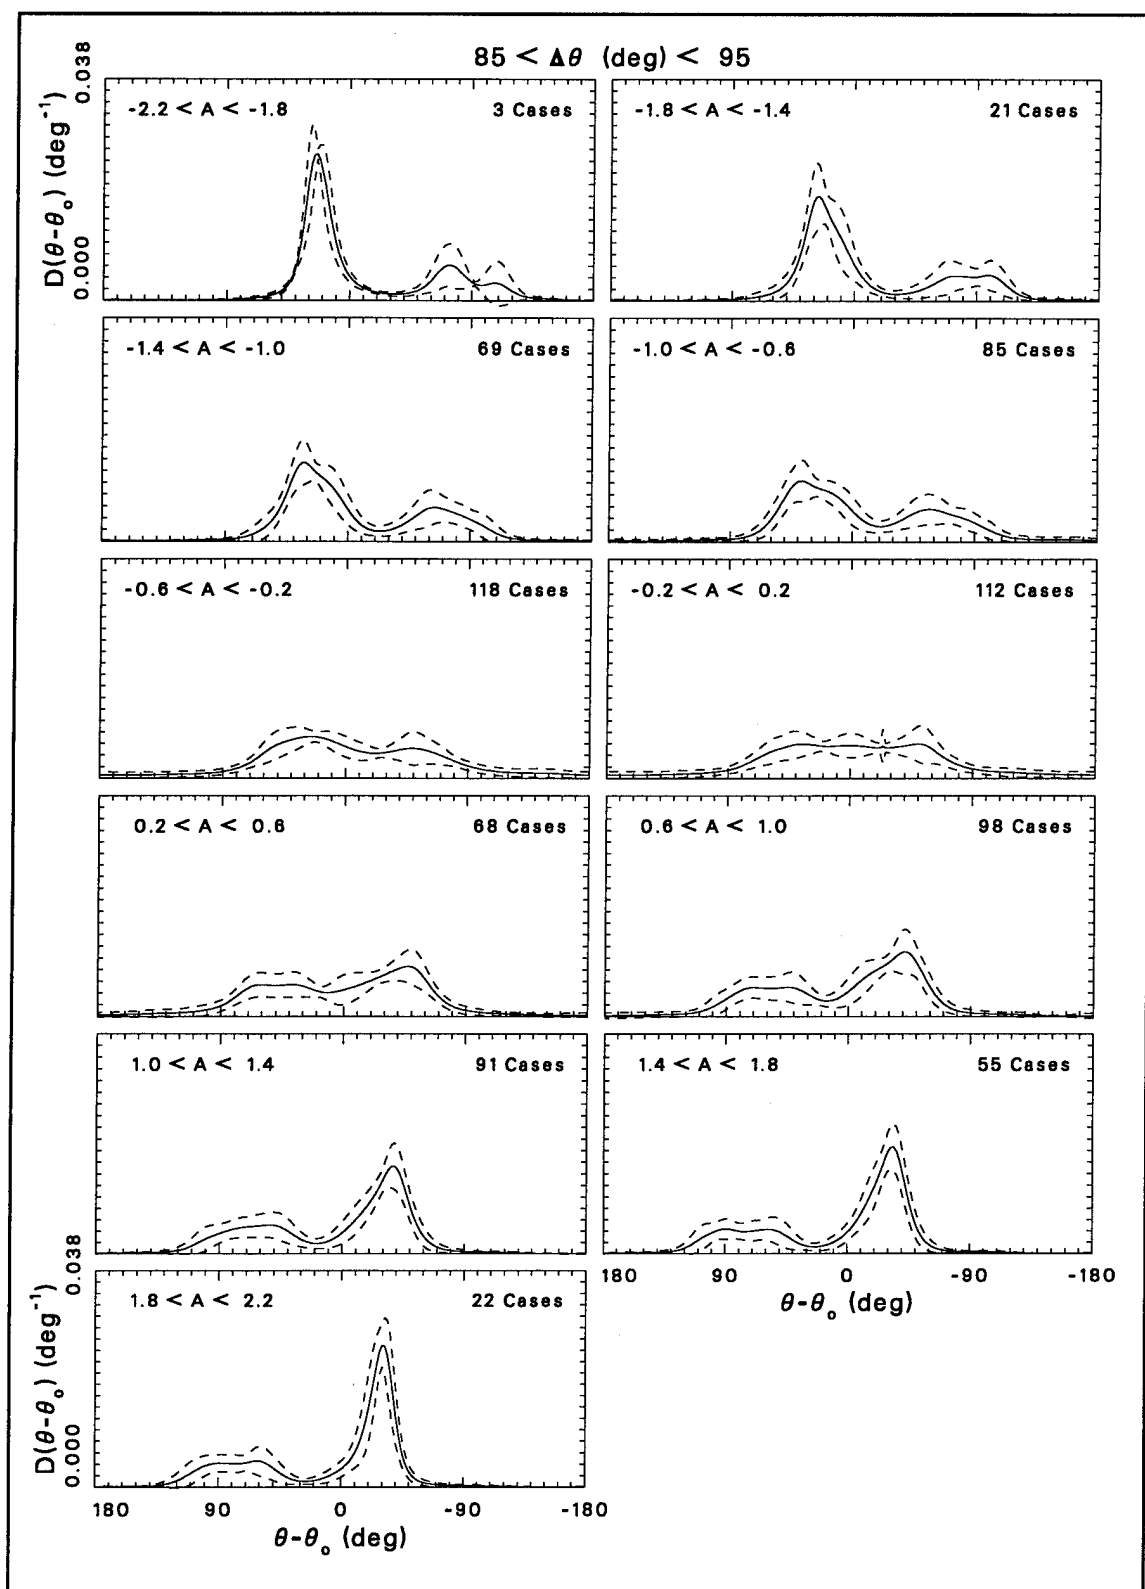 85 < Δθ (deg) < 95
D(θ-θₒ) (deg⁻¹)
0.038
0.000
-2.2 < A < -1.8 3 Cases
-1.8 < A < -1.4 21 Cases
-1.4 < A < -1.0 69 Cases
-1.0 < A < -0.6 85 Cases
-0.6 < A < -0.2 118 Cases
-0.2 < A < 0.2 112 Cases
0.2 < A < 0.6 68 Cases
0.6 < A < 1.0 98 Cases
1.0 < A < 1.4 91 Cases
1.4 < A < 1.8 55 Cases
180 90 0 -90 -180
θ-θₒ (deg)
D(θ-θₒ) (deg⁻¹)
0.038
0.000
1.8 < A < 2.2 22 Cases
180 90 0 -90 -180
θ-θₒ (deg)